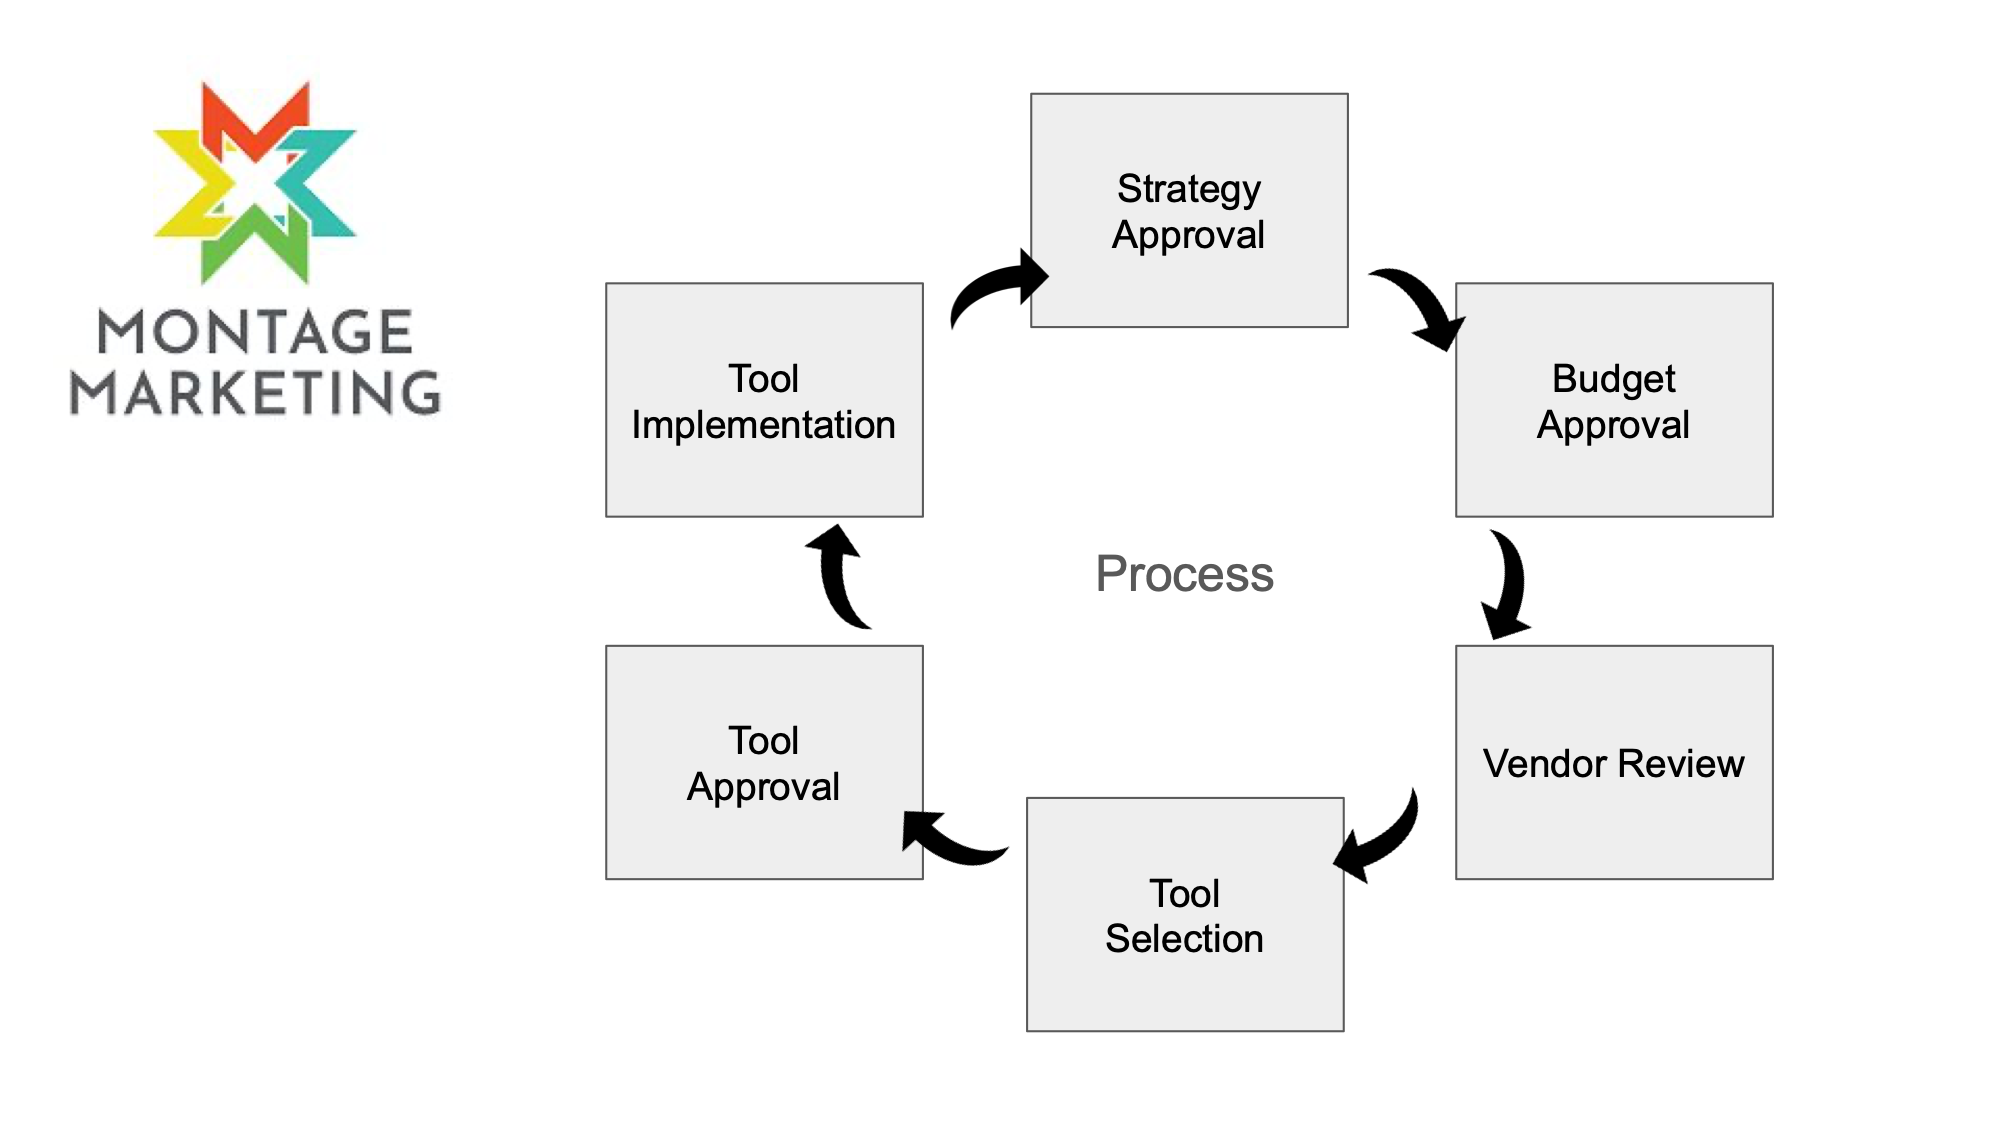 MONTAGE
MARKETING
Strategy
Approval
Tool
Implementation
Budget
Approval
Process
Tool
Approval
Vendor Review
Tool
Selection